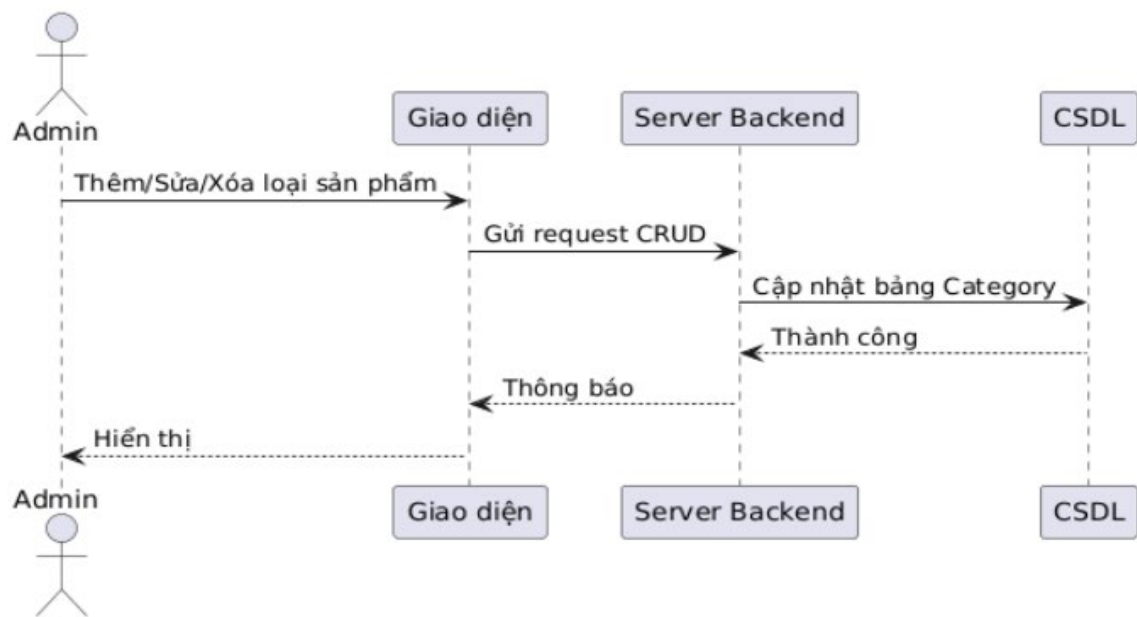 Admin
Giao diện
Server Backend
CSDL
Thêm/Sửa/Xóa loại sản phẩm
Gửi request CRUD
Cập nhật bảng Category
Thành công
Thông báo
Hiển thị
Admin
Giao diện
Server Backend
CSDL